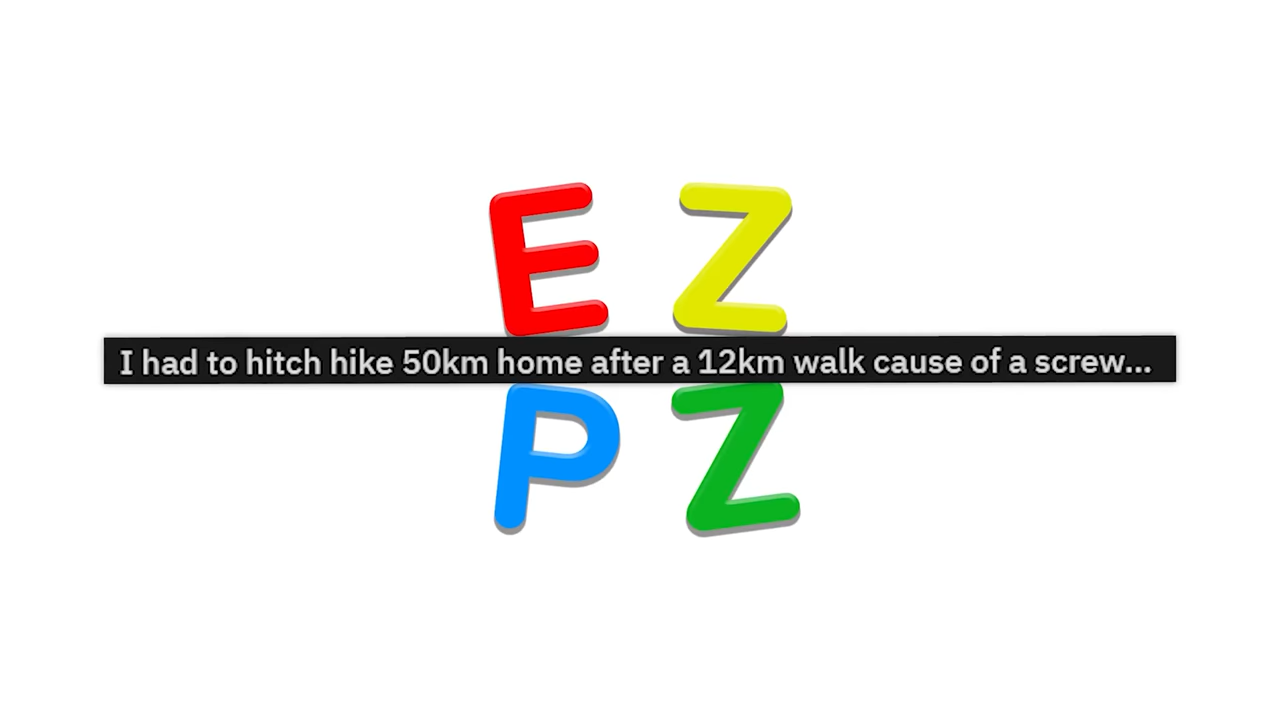 E Z
I had to hitch hike 50km home after a 12km walk cause of a screw...
P Z